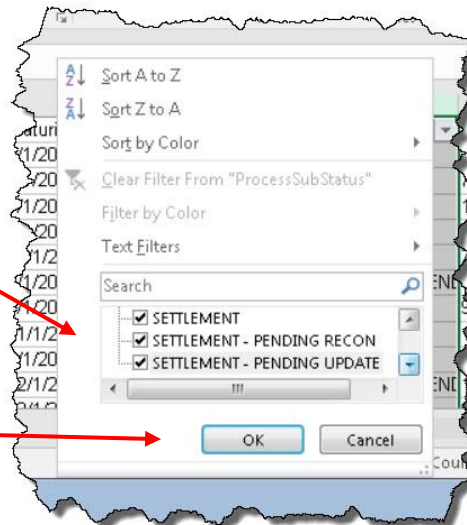 Sort A to Z
Sort Z to A
Sort by Color
Clear Filter From "ProcessSubStatus"
Filter by Color
Text Filters
Search
SETTLEMENT
SETTLEMENT - PENDING RECON
SETTLEMENT - PENDING UPDATE
OK
Cancel